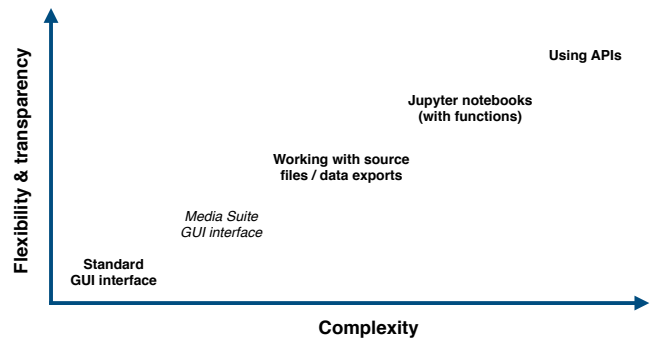 Using APIs
Jupyter notebooks
(with functions)
Working with source
files / data exports
Media Suite
GUI interface
Standard
GUI interface
Flexibility & transparency
Complexity